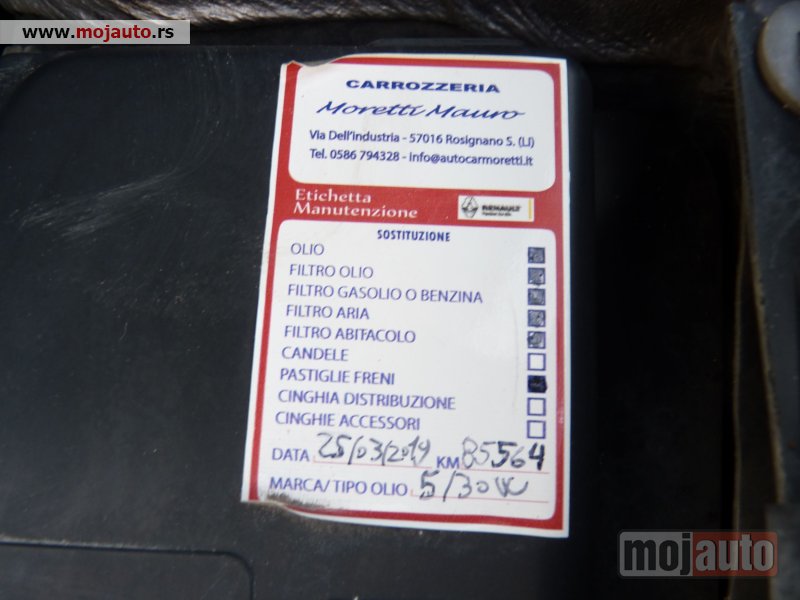 www.mojauto.rs
CARROZZERIA
Moretti Mauro
Via Dell'industria - 57016 Rosignano S. (LI)
Tel. 0586 794328 - info@autocarmoretti.it
Etichetta
Manutenzione
RENAULT
SOSTITUZIONE
OLIO
FILTRO OLIO
FILTRO GASOLIO O BENZINA
FILTRO ARIA
FILTRO ABITACOLO
CANDELE
PASTIGLIE FRENI
CINGHIA DISTRIBUZIONE
CINGHIE ACCESSORI
DATA 25/03/2019 KM 85564
MARCA/TIPO OLIO 5/30W
mojauto